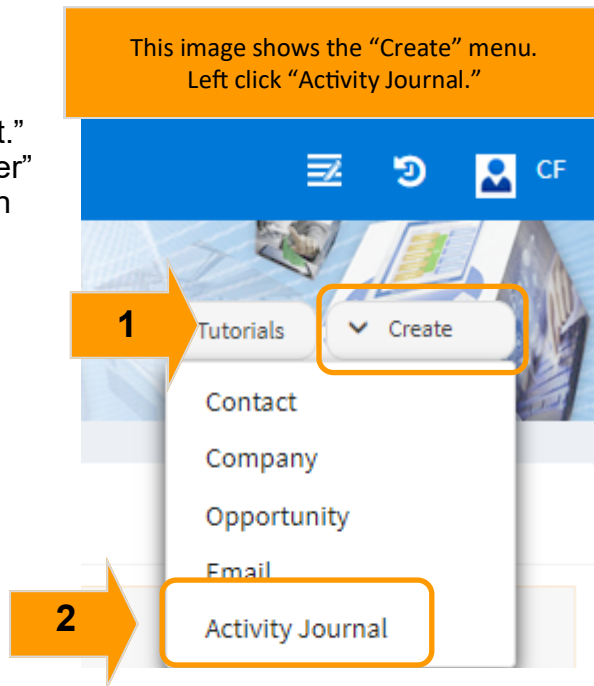 This image shows the “Create” menu.
Left click “Activity Journal.”
t.”
er”
n
CF
1
Tutorials
Create
Contact
Company
Opportunity
Email
2
Activity Journal